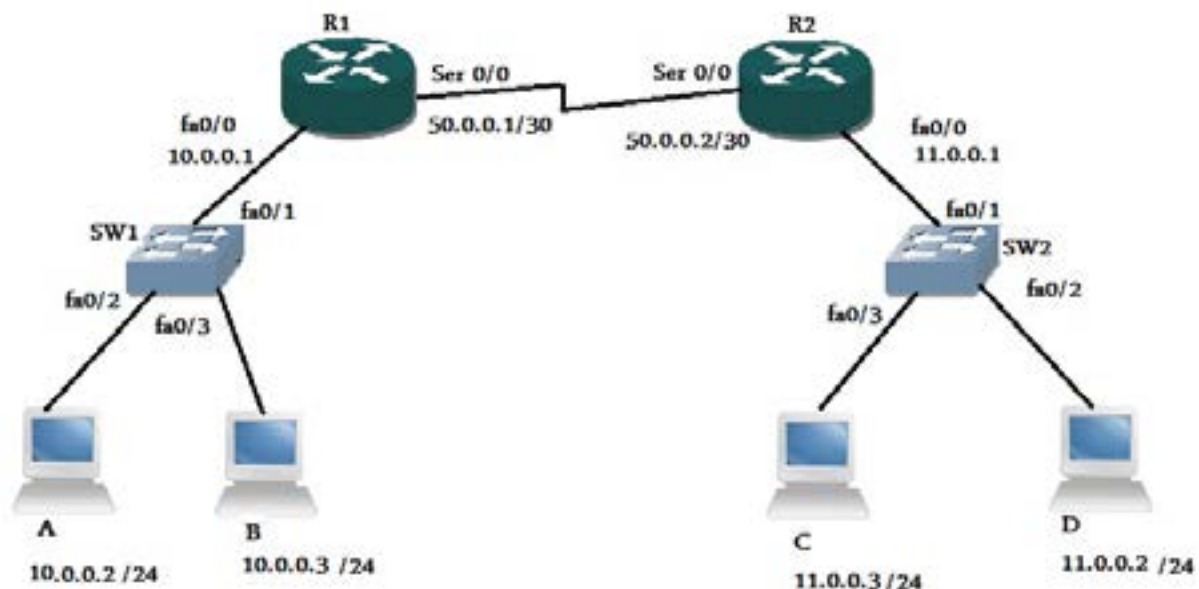 R1
R2
Ser 0/0
Ser 0/0
fa0/0
10.0.0.1
50.0.0.1/30
50.0.0.2/30
fa0/0
11.0.0.1
fa0/1
SW1
fa0/1
SW2
fa0/2
fa0/3
fa0/3
fa0/2
A
10.0.0.2 /24
B
10.0.0.3 /24
C
11.0.0.3 /24
D
11.0.0.2 /24